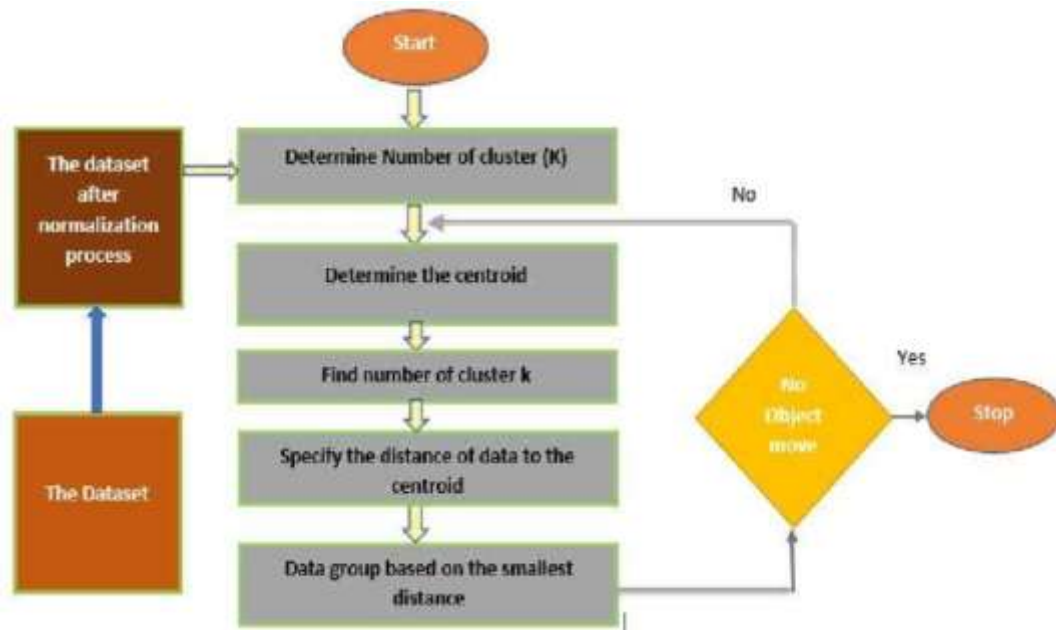 Start
Determine Number of cluster (K)
The dataset
after
normalization
process
No
Determine the centroid
Find number of cluster k
Yes
No
Object
move
Stop
Specify the distance of data to the
centroid
The Dataset
Data group based on the smallest
distance